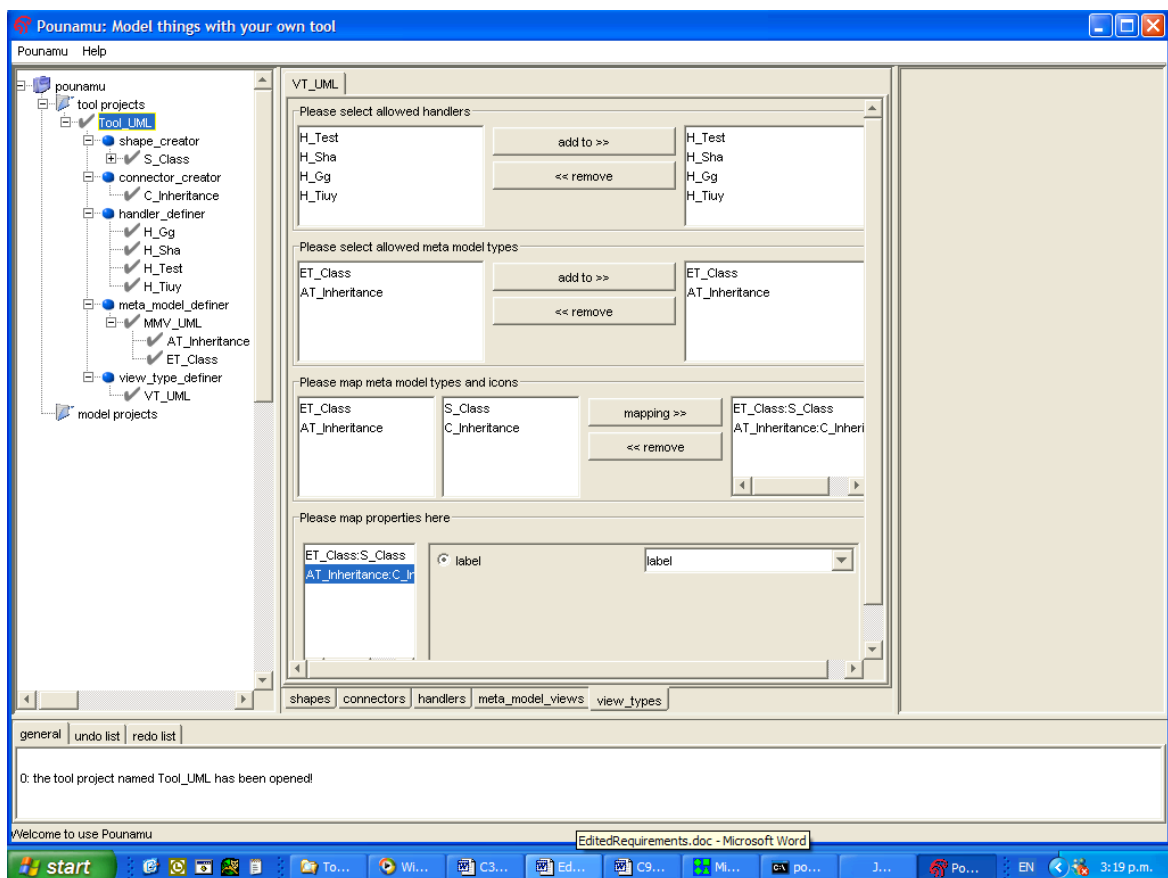 Pounamu: Model things with your own tool
Pounamu Help
pounamu
tool projects
Tool_UML
shape_creator
S_Class
connector_creator
C_Inheritance
handler_definer
H_Gg
H_Sha
H_Test
H_Tiuy
meta_model_definer
MMV_UML
AT_Inheritance
ET_Class
view_type_definer
VT_UML
model projects
VT_UML
Please select allowed handlers
H_Test
H_Sha
H_Gg
H_Tiuy
add to >>
<< remove
H_Test
H_Sha
H_Gg
H_Tiuy
Please select allowed meta model types
ET_Class
AT_Inheritance
add to >>
<< remove
ET_Class
AT_Inheritance
Please map meta model types and icons
ET_Class
AT_Inheritance
S_Class
C_Inheritance
mapping >>
<< remove
ET_Class:S_Class
AT_Inheritance:C_Inheri
Please map properties here
ET_Class:S_Class
AT_Inheritance:C_In
label
label
shapes connectors handlers meta_model_views view_types
general undo list redo list
0: the tool project named Tool_UML has been opened!
Welcome to use Pounamu
EditedRequirements.doc - Microsoft Word
start To... Wi... C3... Ed... C9... Mi... po... J... Po... EN 3:19 p.m.